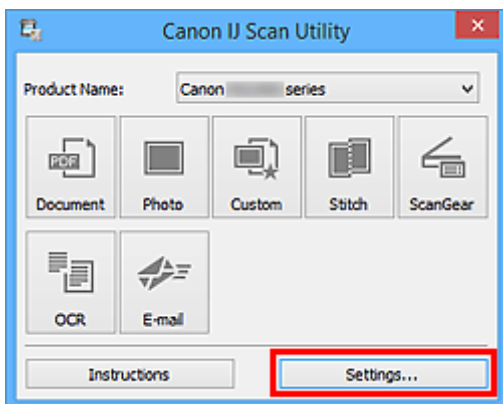 Canon IJ Scan Utility
Product Name: Canon series
PDF
Document Photo Custom Stitch ScanGear
OCR E-mail
Instructions Settings...